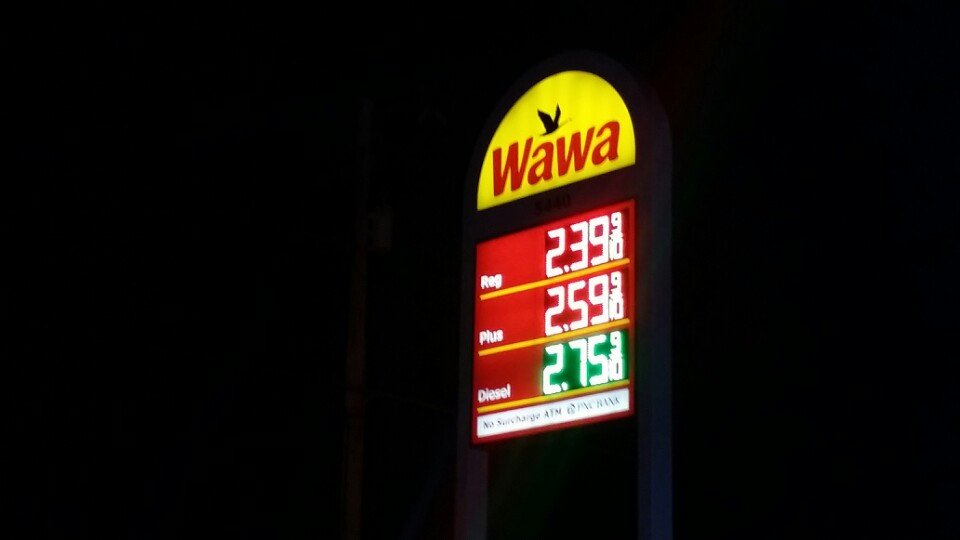 Wawa
5440
Reg 2.39 9/10
Plus 2.59 9/10
Diesel 2.75 9/10
No Surcharge ATM PNC BANK